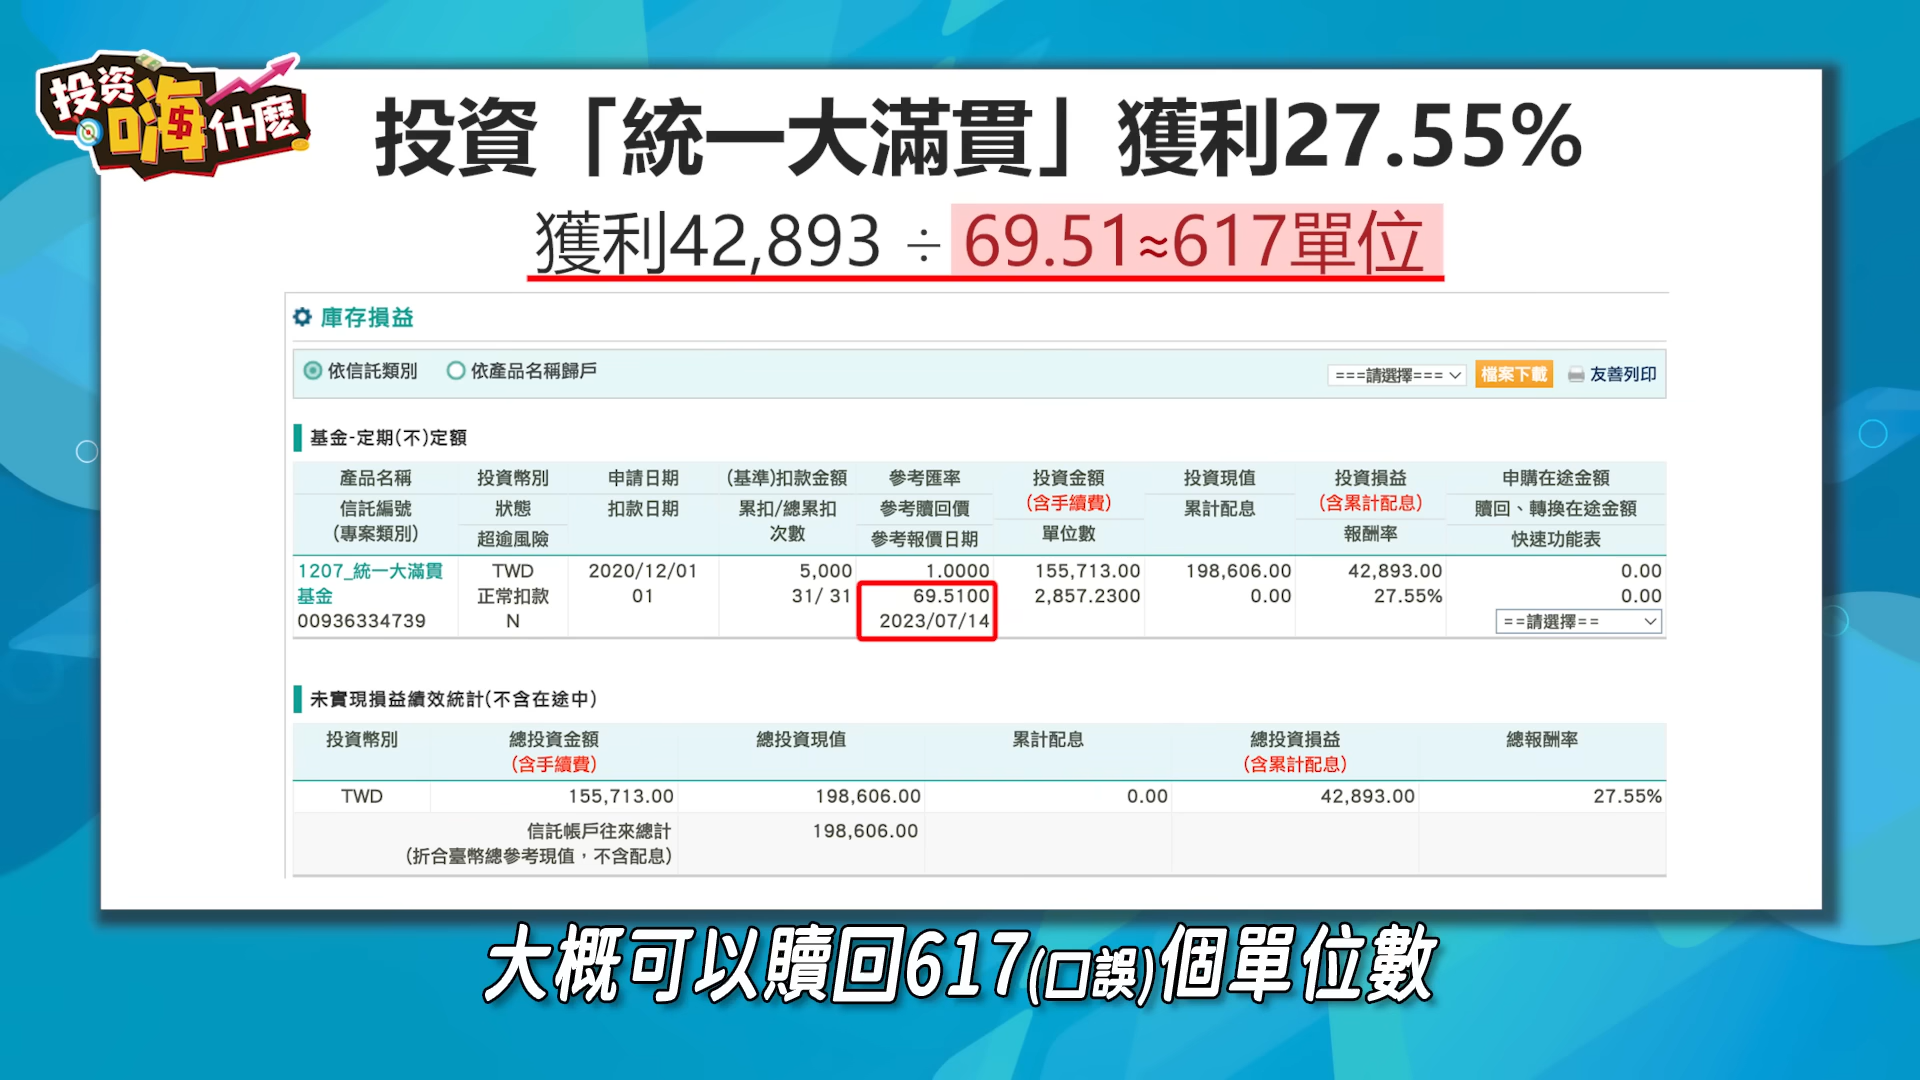 投資嗨什麼
投資「統一大滿貫」獲利27.55%
獲利42,893 ÷ 69.51≈617單位
庫存損益
依信託類別 依產品名稱歸戶 ===請選擇=== 檔案下載 友善列印
基金-定期(不)定額
產品名稱 投資幣別 申請日期 (基準)扣款金額 參考匯率 投資金額 投資現值 投資損益 申購在途金額
(含手續費) (含累計配息)
信託編號 狀態 扣款日期 累扣/總累扣 參考贖回價 累計配息 贖回、轉換在途金額
(專案類別) 超逾風險 次數 參考報價日期 單位數 報酬率 快速功能表
1207_統一大滿貫 TWD 2020/12/01 5,000 1.0000 155,713.00 198,606.00 42,893.00 0.00
基金 正常扣款 01 31/ 31 69.5100 2,857.2300 0.00 27.55% 0.00
00936334739 N 2023/07/14 ==請選擇==
未實現損益績效統計(不含在途中)
投資幣別 總投資金額 總投資現值 累計配息 總投資損益 總報酬率
(含手續費) (含累計配息)
TWD 155,713.00 198,606.00 0.00 42,893.00 27.55%
信託帳戶往來總計 198,606.00
(折合臺幣總參考現值，不含配息)
大概可以贖回617(口誤)個單位數